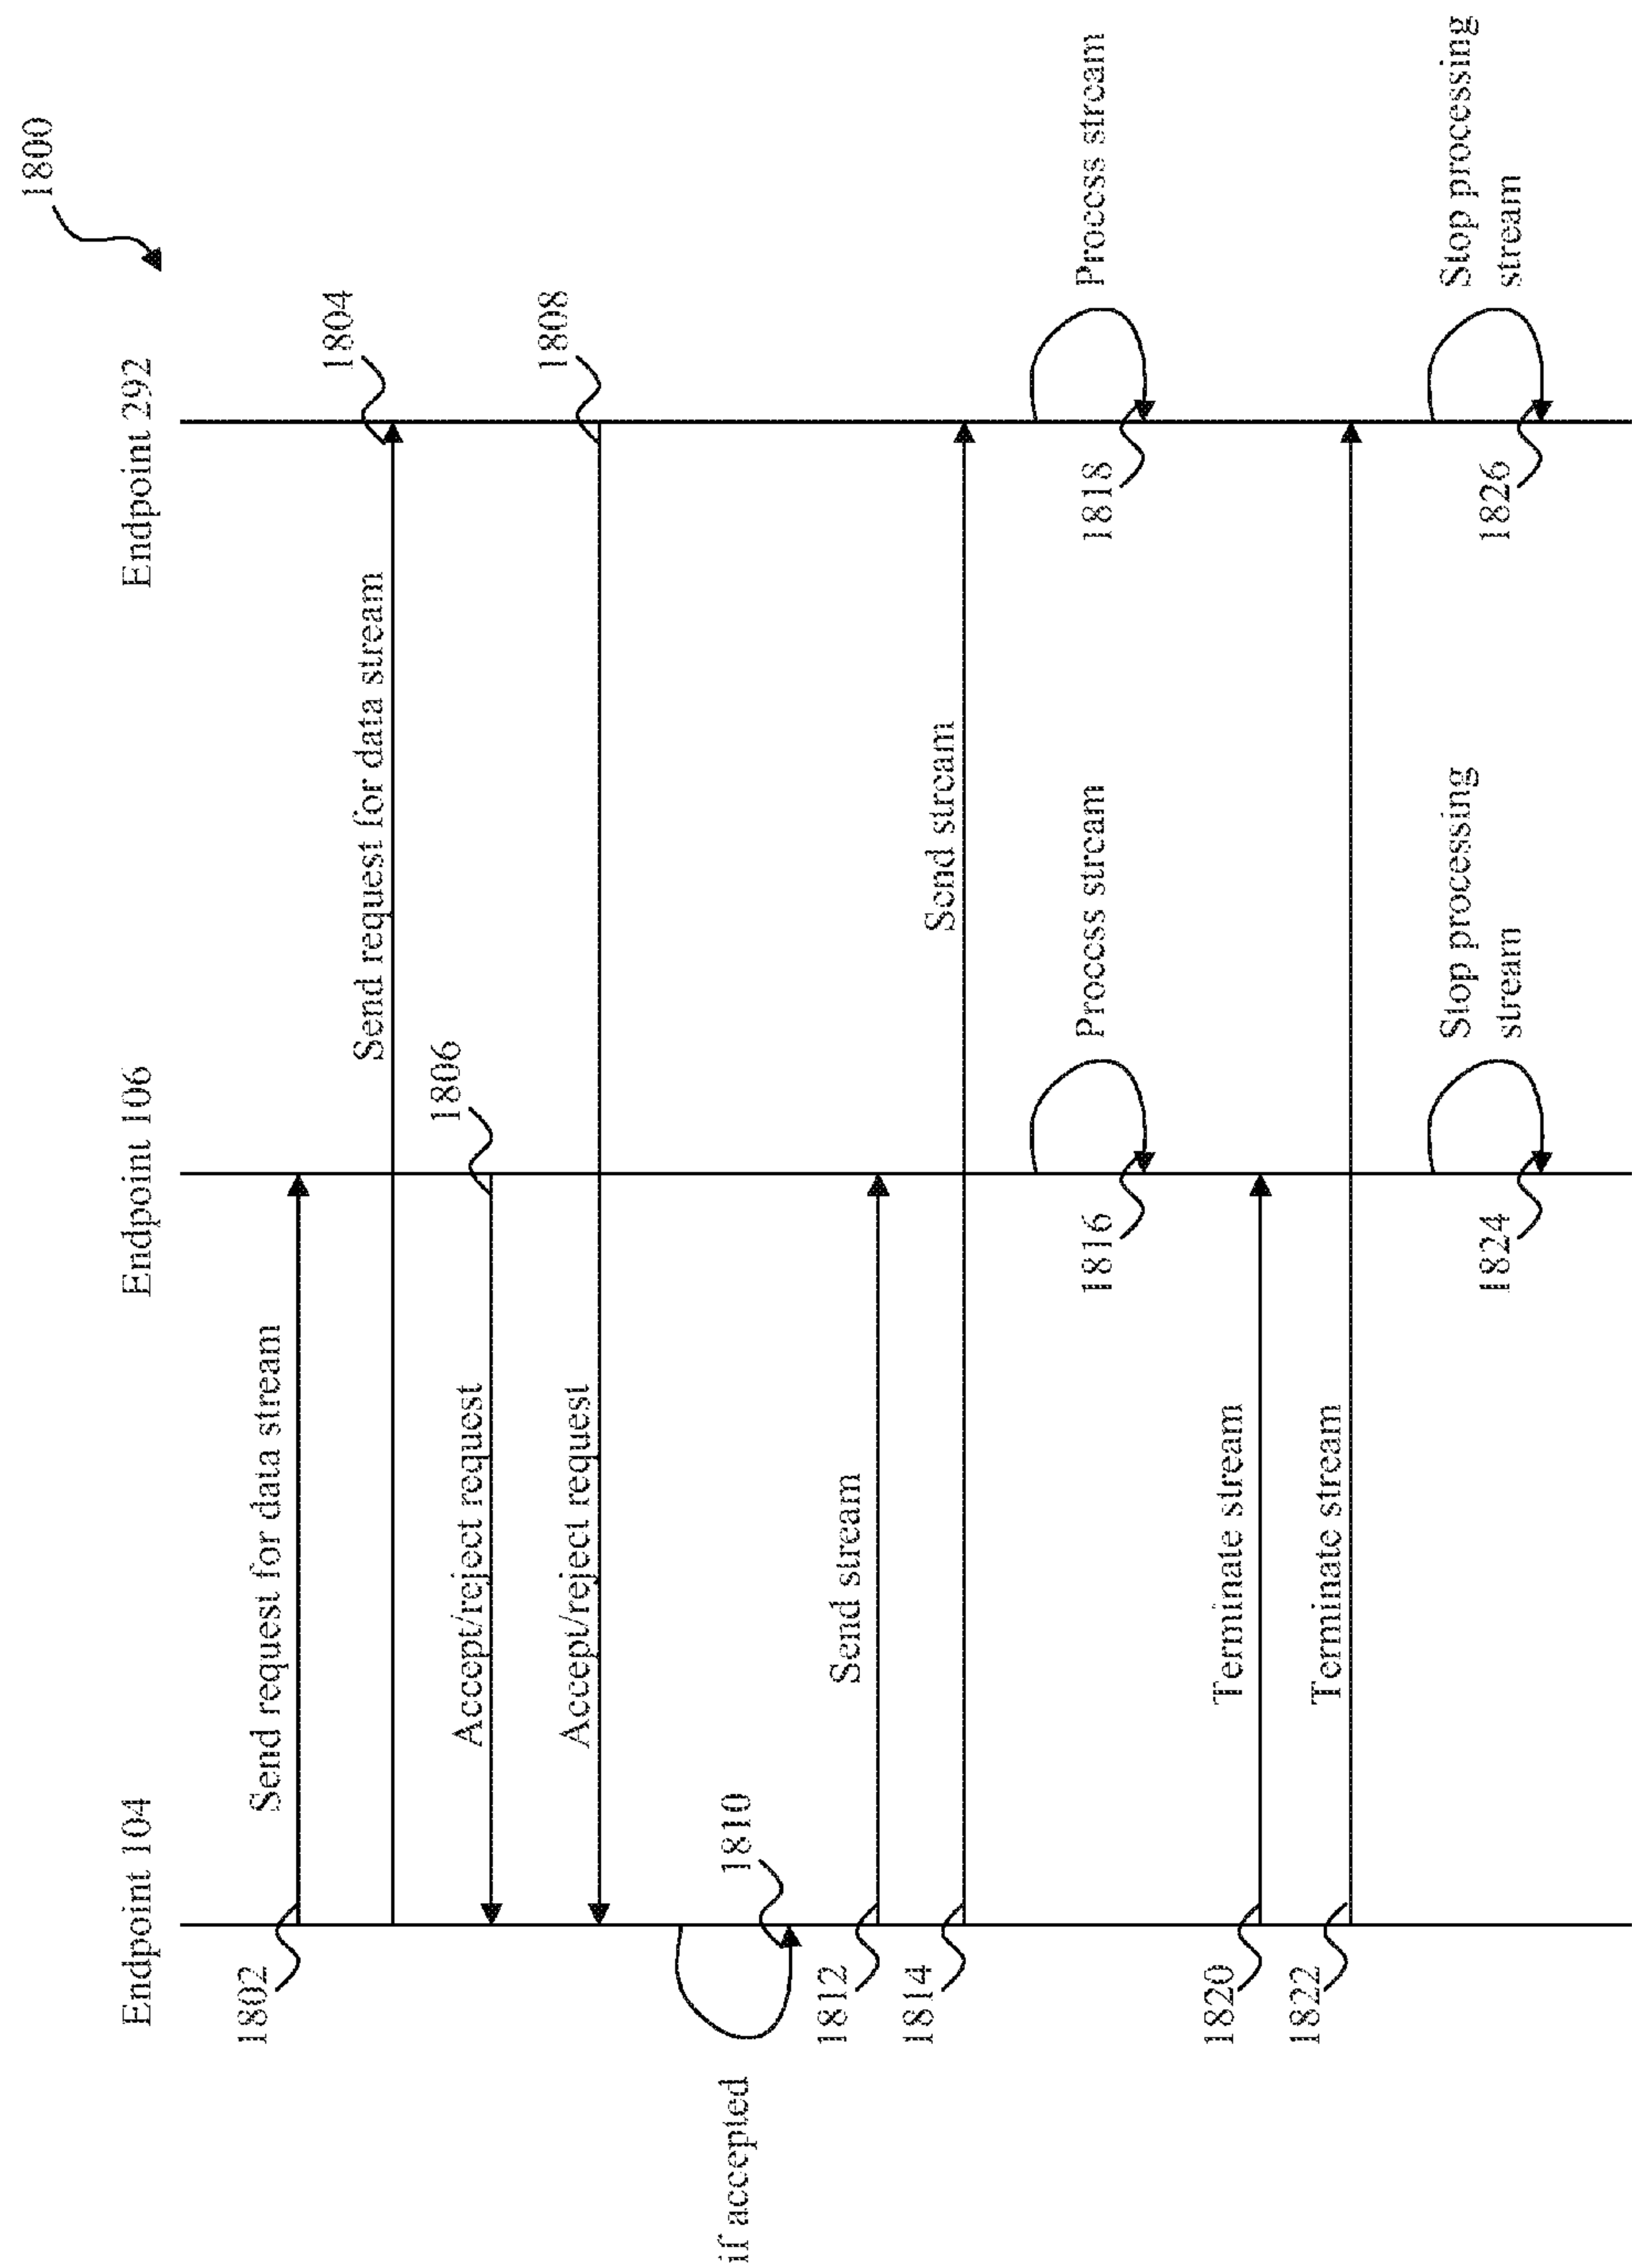 1800
Endpoint 104
Endpoint 106
Endpoint 292
1802
Send request for data stream
1804
Send request for data stream
1806
Accept/reject request
1808
Accept/reject request
if accepted
1810
1812
Send stream
1814
Send stream
1816
Process stream
1818
Process stream
1820
Terminate stream
1822
Terminate stream
1824
Stop processing
stream
1826
Stop processing
stream